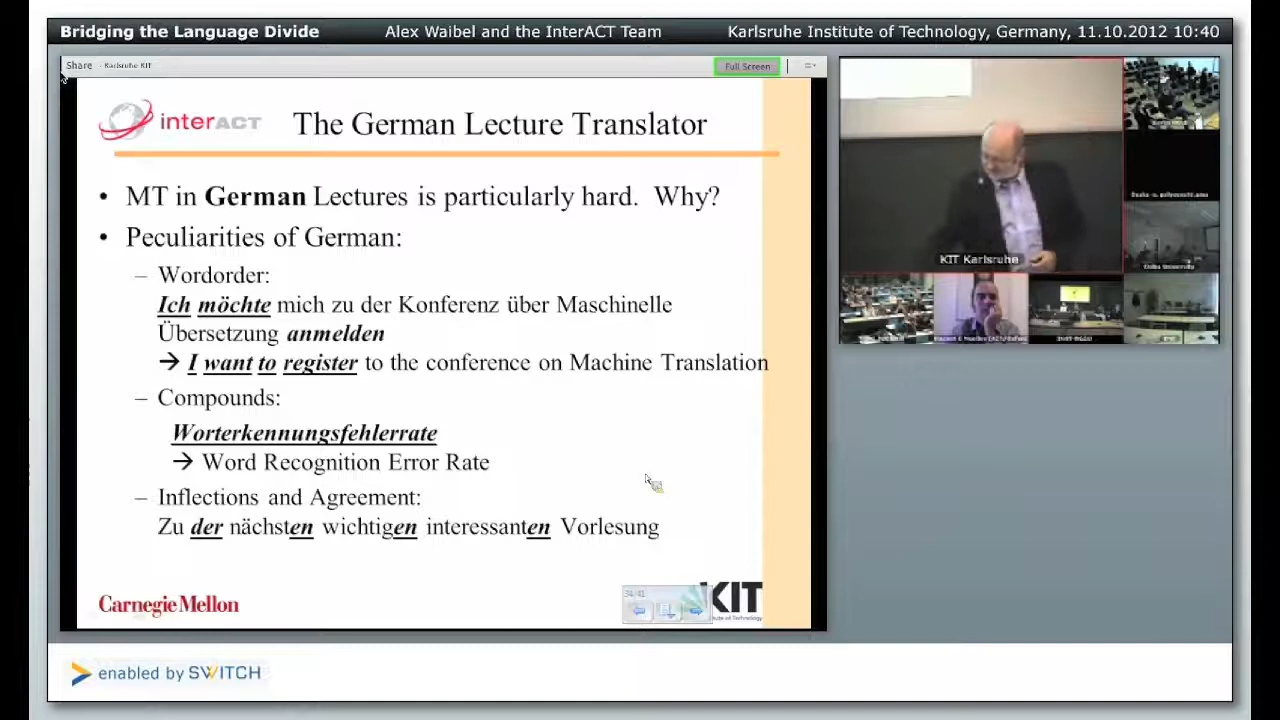 Bridging the Language Divide
Alex Waibel and the InterACT Team
Karlsruhe Institute of Technology, Germany, 11.10.2012 10:40
Share - Karlsruhe KIT
Full Screen
interACT
The German Lecture Translator
• MT in German Lectures is particularly hard. Why?
• Peculiarities of German:
– Wordorder:
Ich möchte mich zu der Konferenz über Maschinelle
Übersetzung anmelden
→ I want to register to the conference on Machine Translation
– Compounds:
Worterkennungsfehlerrate
→ Word Recognition Error Rate
– Inflections and Agreement:
Zu der nächsten wichtigen interessanten Vorlesung
Carnegie Mellon
KIT
KIT Karlsruhe
enabled by SWITCH